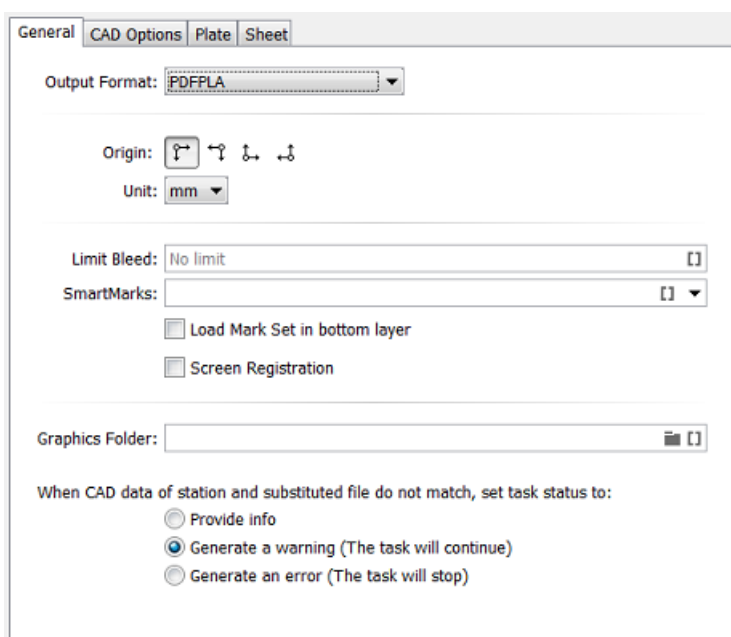 General CAD Options Plate Sheet
Output Format: PDFPLA
Origin:
Unit: mm
Limit Bleed: No limit
SmartMarks:
Load Mark Set in bottom layer
Screen Registration
Graphics Folder:
When CAD data of station and substituted file do not match, set task status to:
Provide info
Generate a warning (The task will continue)
Generate an error (The task will stop)